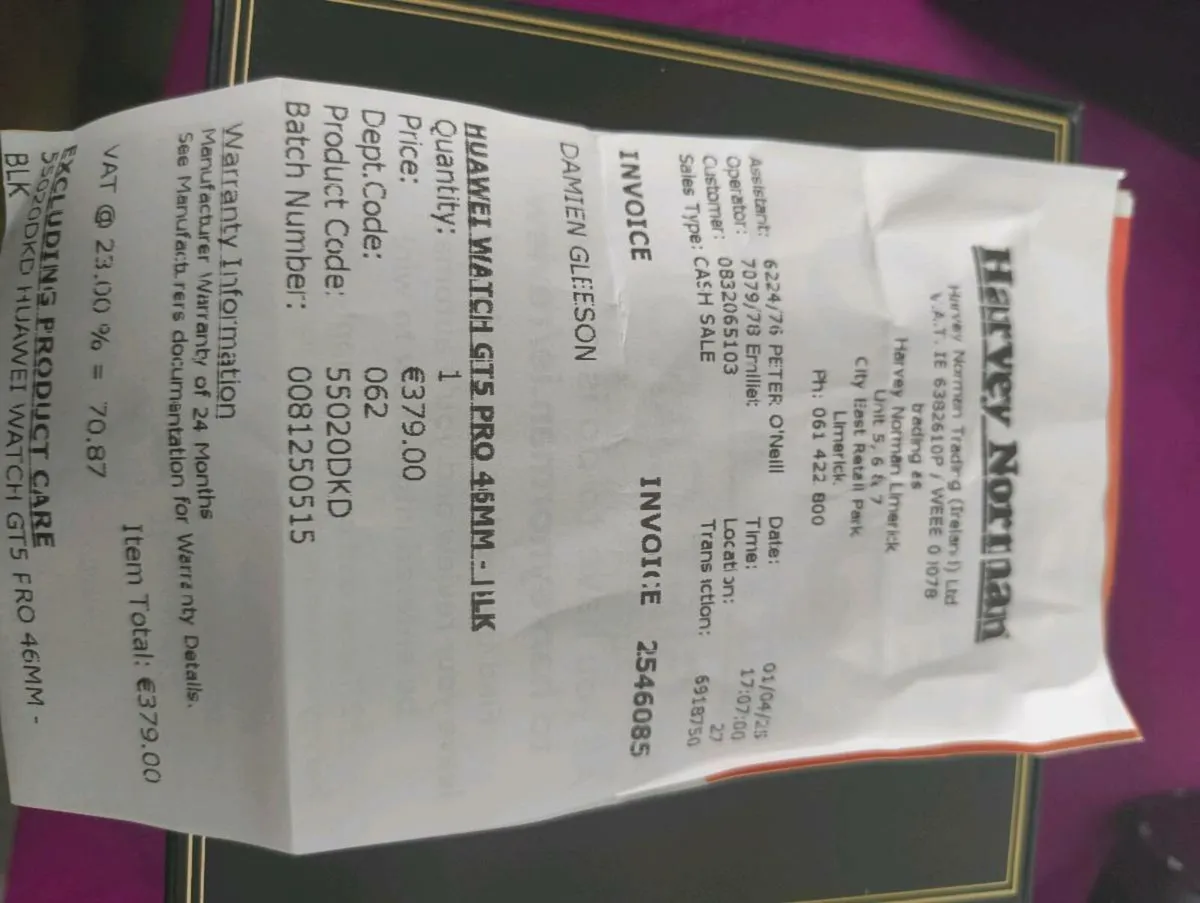 Harvey Norman
Harvey Norman Trading (Ireland) Ltd
V.A.T. IE 6382610P / WEEE 01078
trading as
Harvey Norman Limerick
Unit 5, 6 & 7
City East Retail Park
Limerick
Ph: 061 422 800
Assistant: 6224/76 PETER O'Neill Date: 01/04/25
Operator: 7079/78 Time: 17:07:00
Customer: 0832065103 Location: 27
Sales Type: CASH SALE Transaction: 6918750
INVOICE INVOICE 2546085
DAMIEN GLEESON
HUAWEI WATCH GT5 PRO 46MM - BLK
Quantity: 1
Price: €379.00
Dept.Code: 062
Product Code: 55020DKD
Batch Number: 0081250515
Warranty Information
Manufacturer Warranty of 24 Months
See Manufacturers documentation for Warranty Details.
Item Total: €379.00
VAT @ 23.00 % = 70.87
EXCLUDING PRODUCT CARE
55020DKD HUAWEI WATCH GT5 PRO 46MM -
BLK